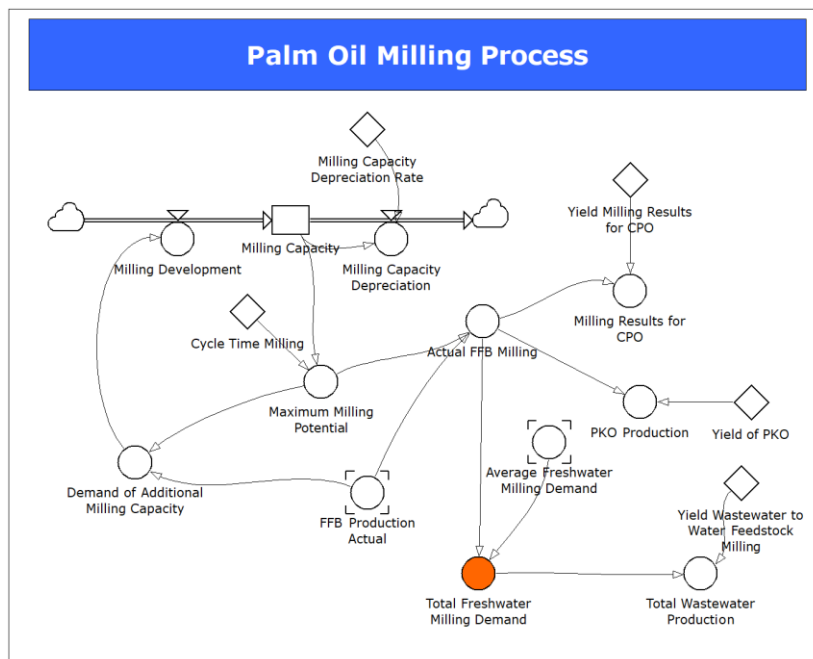 Palm Oil Milling Process
Milling Capacity
Depreciation Rate
Yield Milling Results
for CPO
Milling Development
Milling Capacity
Milling Capacity
Depreciation
Cycle Time Milling
Milling Results for
CPO
Actual FFB Milling
Maximum Milling
Potential
PKO Production
Yield of PKO
Demand of Additional
Milling Capacity
FFB Production
Actual
Average Freshwater
Milling Demand
Yield Wastewater to
Water Feedstock
Milling
Total Freshwater
Milling Demand
Total Wastewater
Production